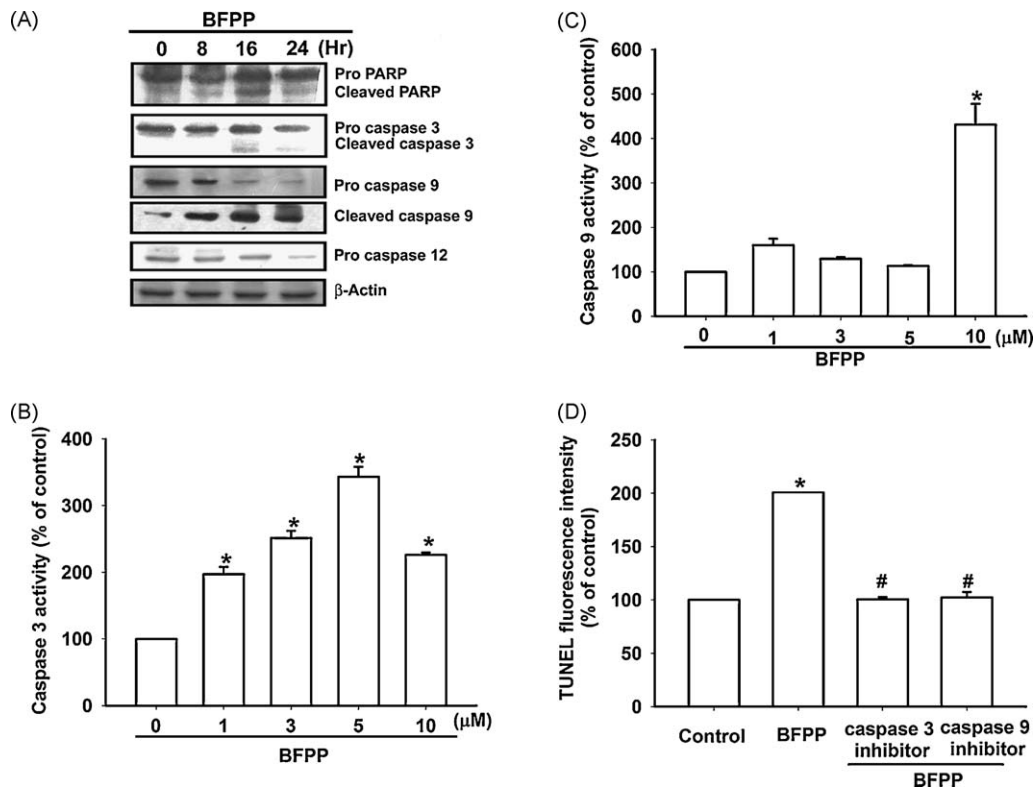 (A)
BFPP
0 8 16 24 (Hr)
Pro PARP
Cleaved PARP
Pro caspase 3
Cleaved caspase 3
Pro caspase 9
Cleaved caspase 9
Pro caspase 12
β-Actin
(B)
Caspase 3 activity (% of control)
400
300
200
100
0
* * * *
0 1 3 5 10 (μM)
BFPP
(C)
Caspase 9 activity (% of control)
600
500
400
300
200
100
0
*
0 1 3 5 10 (μM)
BFPP
(D)
TUNEL fluorescence intensity
(% of control)
250
200
150
100
50
0
* # #
Control BFPP caspase 3 caspase 9
inhibitor inhibitor
BFPP